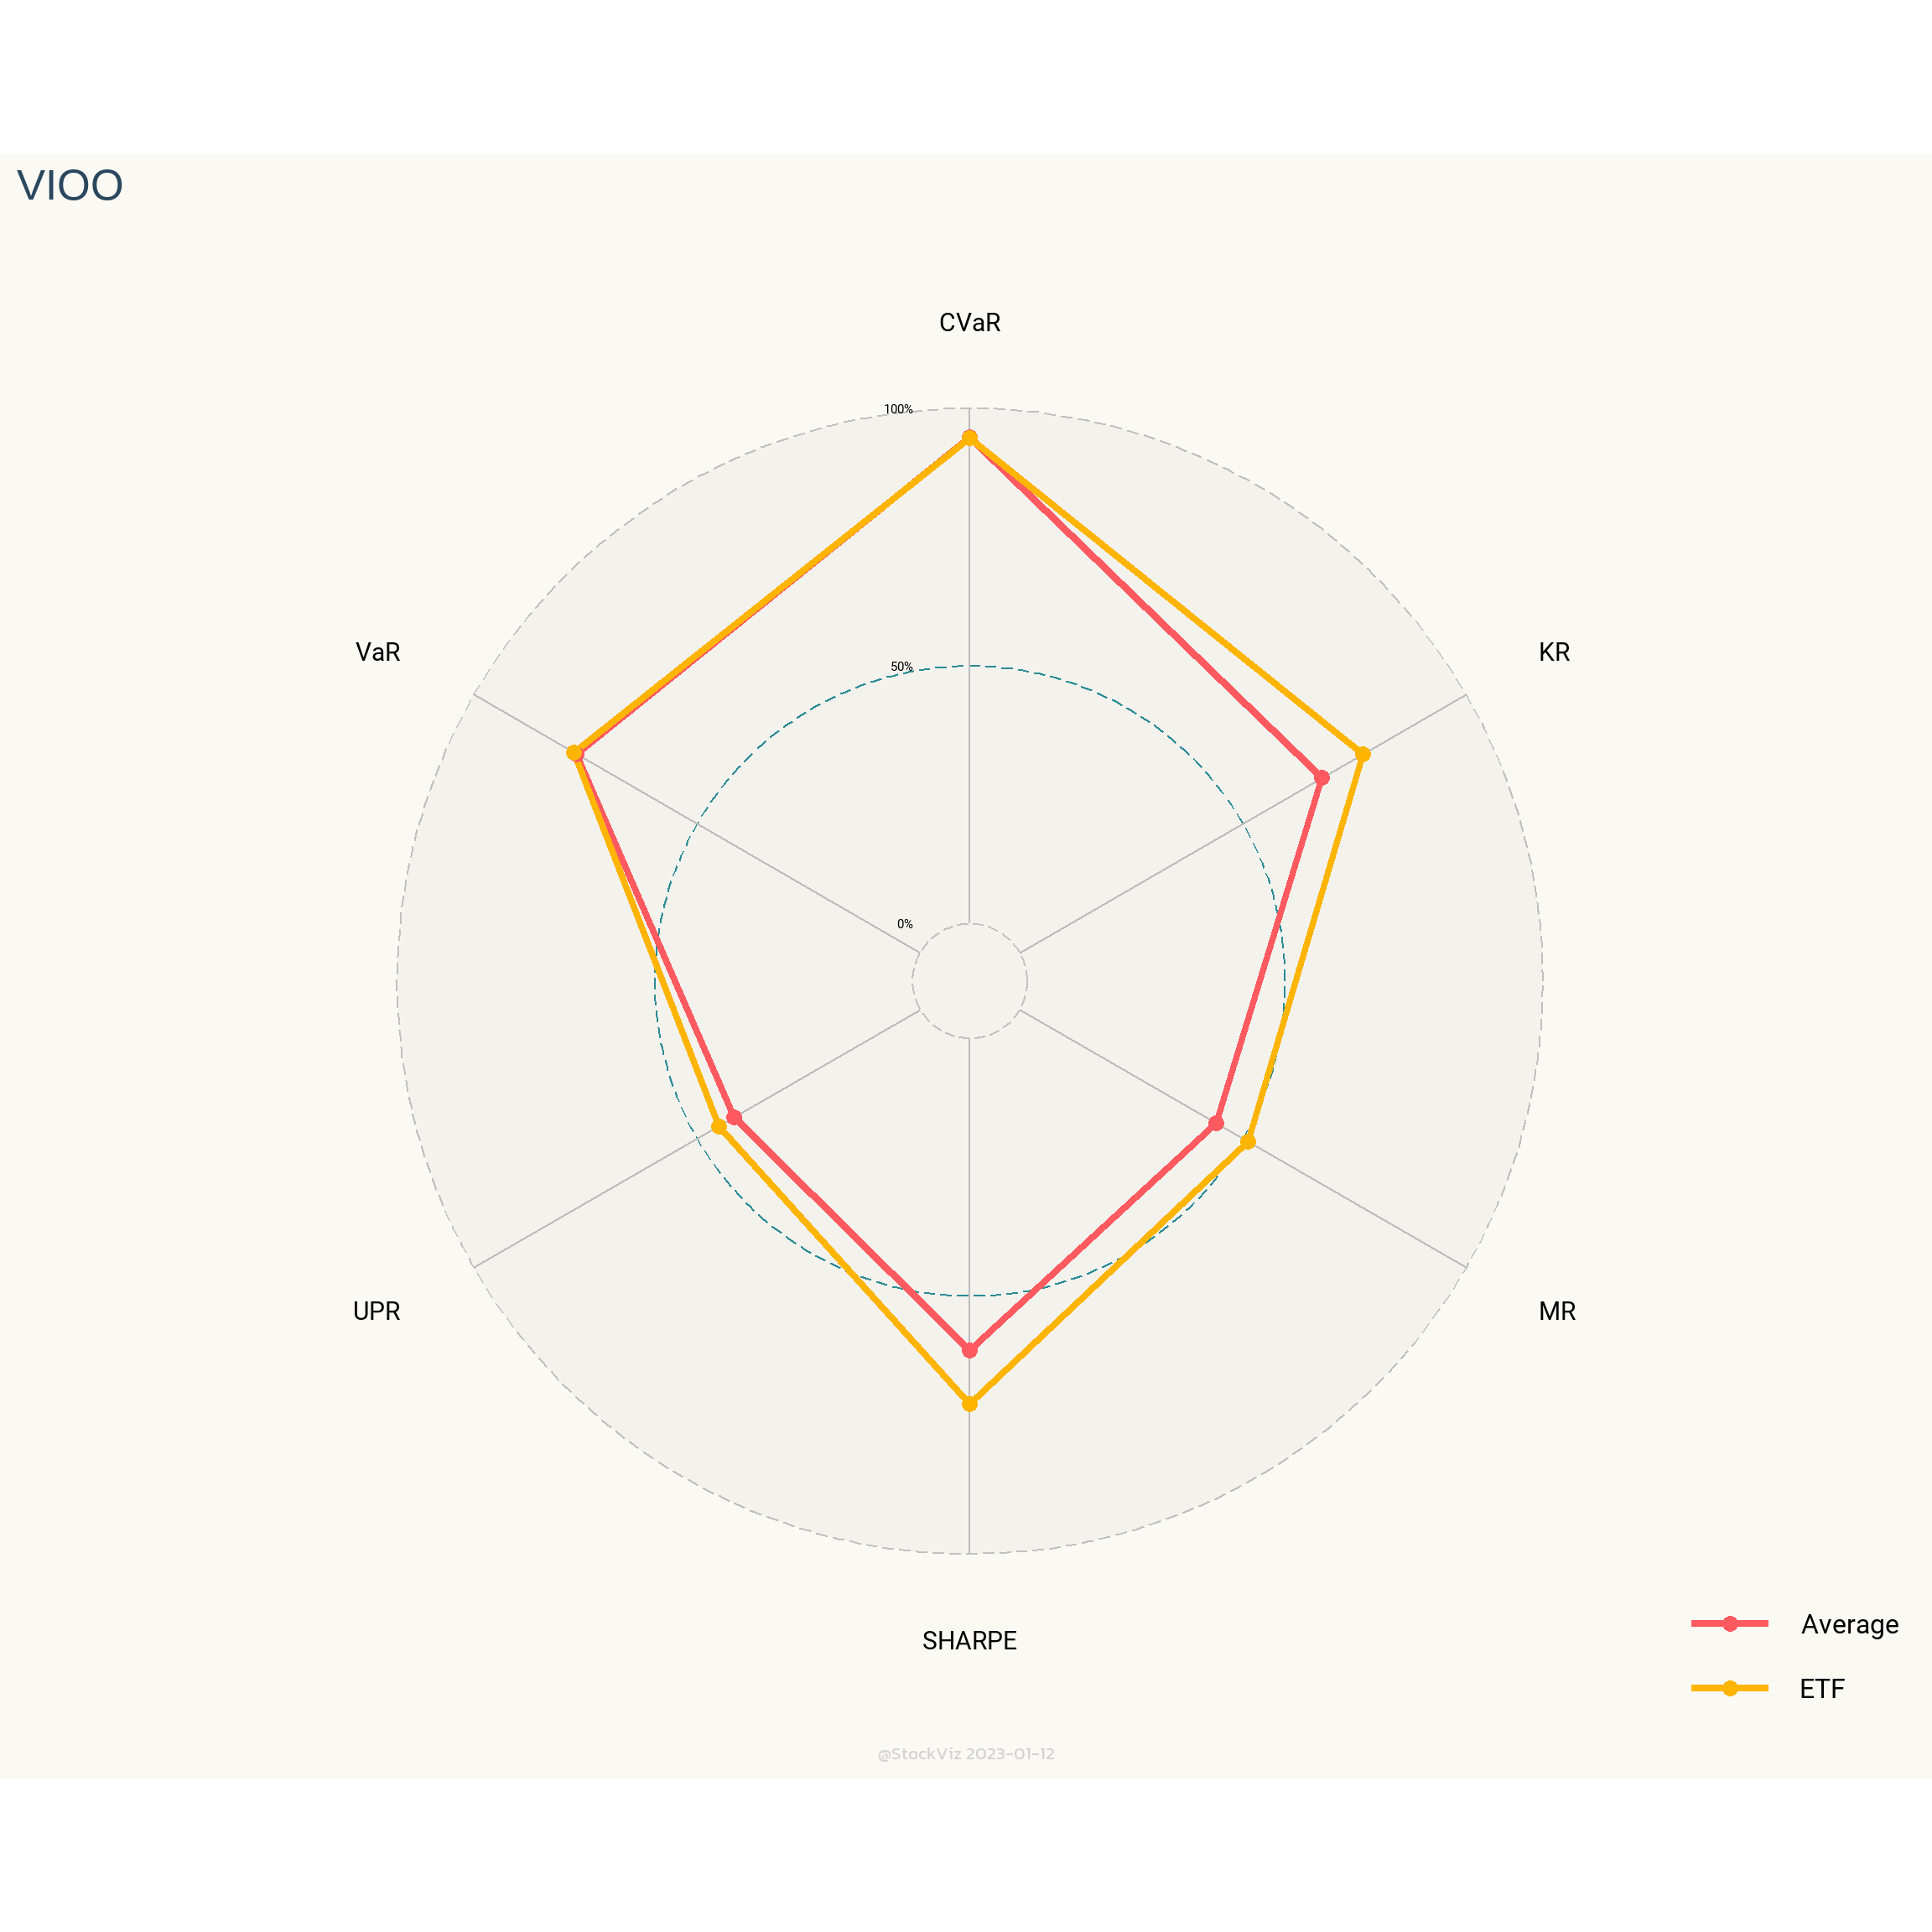 VIOO
CVaR
100%
VaR
KR
50%
0%
UPR
MR
SHARPE
Average
ETF
@StockViz 2023-01-12